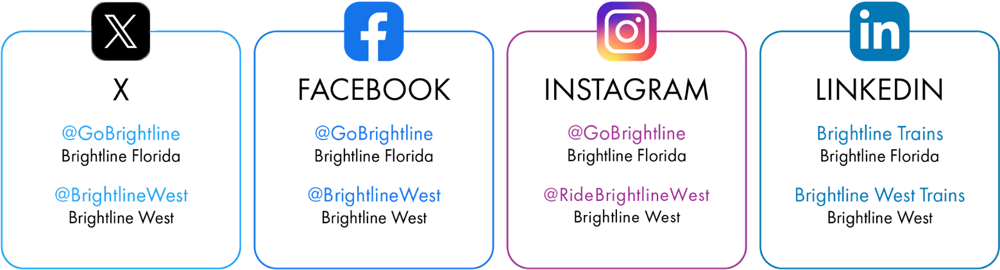 X
@GoBrightline
Brightline Florida
@BrightlineWest
Brightline West
FACEBOOK
@GoBrightline
Brightline Florida
@BrightlineWest
Brightline West
INSTAGRAM
@GoBrightline
Brightline Florida
@RideBrightlineWest
Brightline West
LINKEDIN
Brightline Trains
Brightline Florida
Brightline West Trains
Brightline West